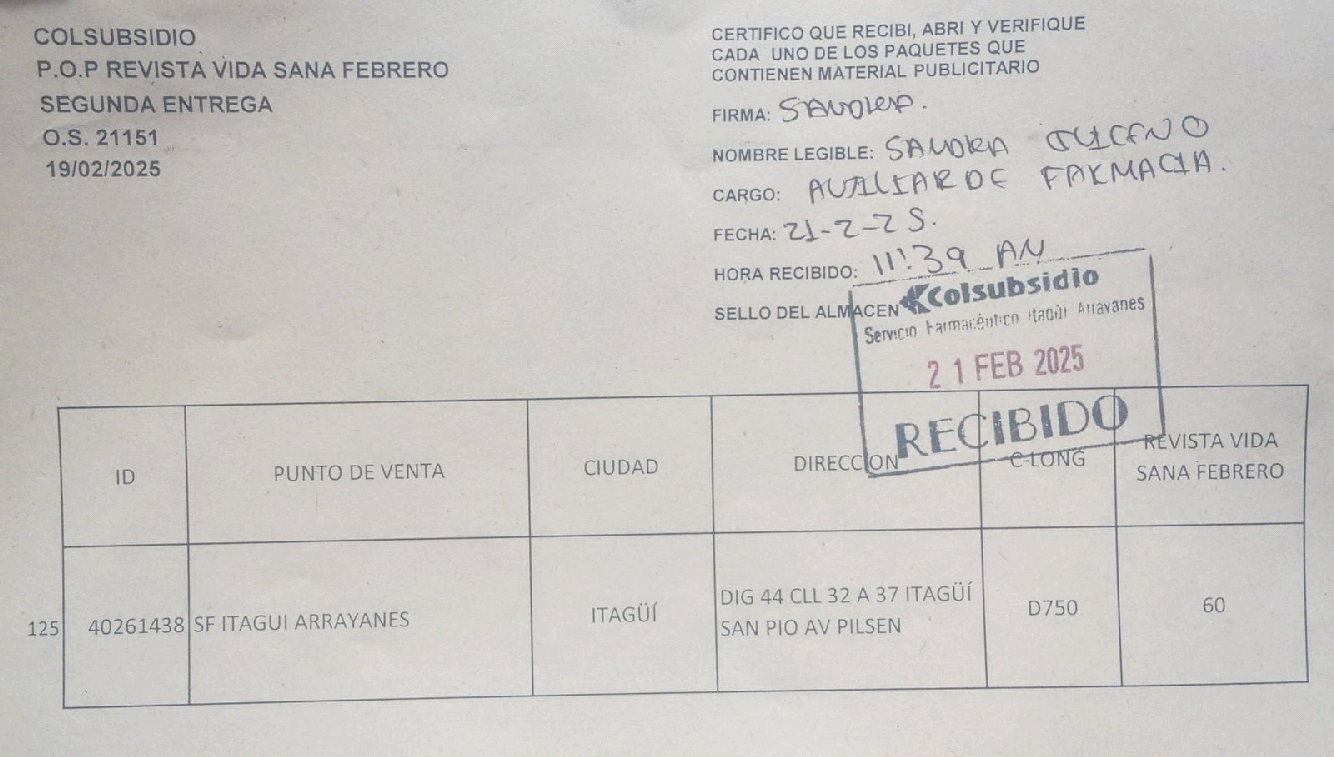 COLSUBSIDIO
P.O.P REVISTA VIDA SANA FEBRERO
SEGUNDA ENTREGA
O.S. 21151
19/02/2025
CERTIFICO QUE RECIBI, ABRI Y VERIFIQUE
CADA UNO DE LOS PAQUETES QUE
CONTIENEN MATERIAL PUBLICITARIO
FIRMA:
NOMBRE LEGIBLE: SANDRA
CARGO: AUXILIAR DE FARMACIA.
FECHA: 21-2-25.
HORA RECIBIDO: 11:39 AM
SELLO DEL ALMACEN
Colsubsidio
Servicio Farmacéutico Itagüí Arrayanes
21 FEB 2025
RECIBIDO
ID PUNTO DE VENTA CIUDAD DIRECCION C-LONG REVISTA VIDA
SANA FEBRERO
125 40261438 SF ITAGUI ARRAYANES ITAGÜÍ DIG 44 CLL 32 A 37 ITAGÜÍ D750 60
SAN PIO AV PILSEN